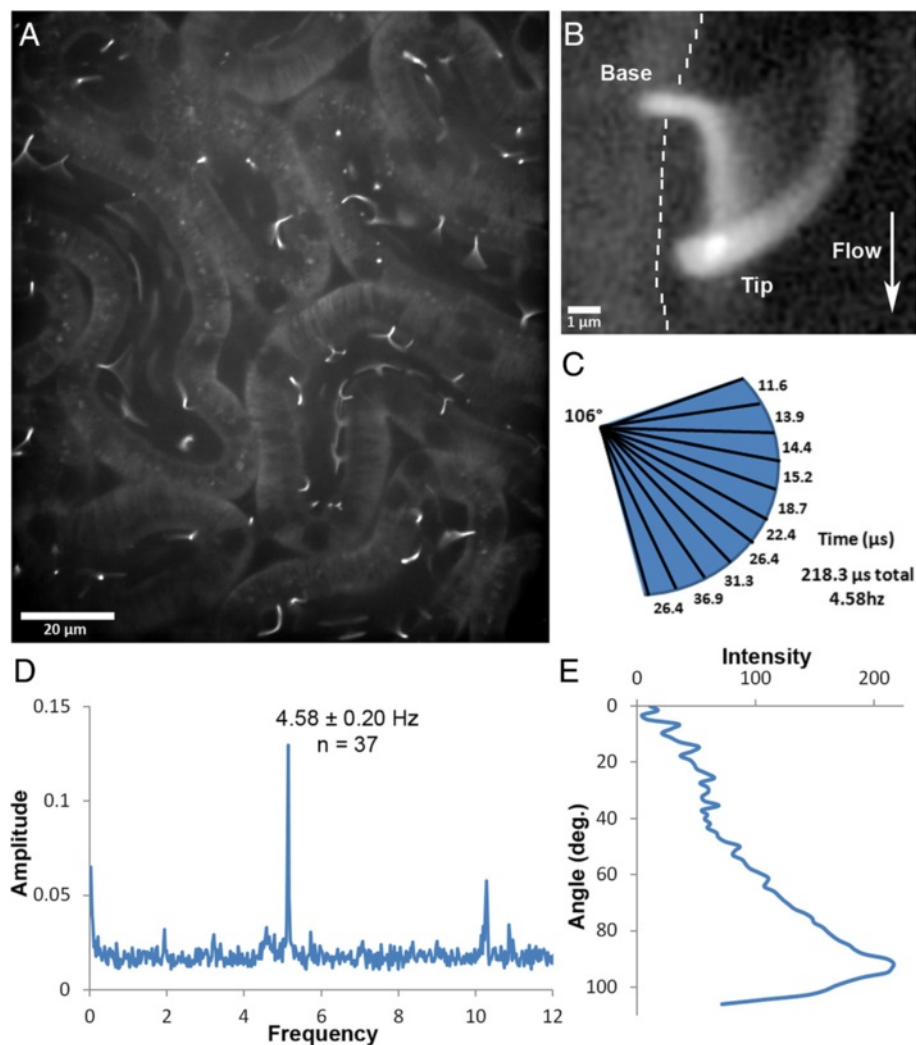 A
20 µm
B
Base
Tip
Flow
1 µm
C
106°
11.6
13.9
14.4
15.2
18.7
22.4
26.4
31.3
36.9
26.4
Time (µs)
218.3 µs total
4.58hz
D
4.58 ± 0.20 Hz
n = 37
0.15
0.1
0.05
0
Amplitude
0 2 4 6 8 10 12
Frequency
E
Intensity
0 100 200
0
20
40
60
80
100
Angle (deg.)